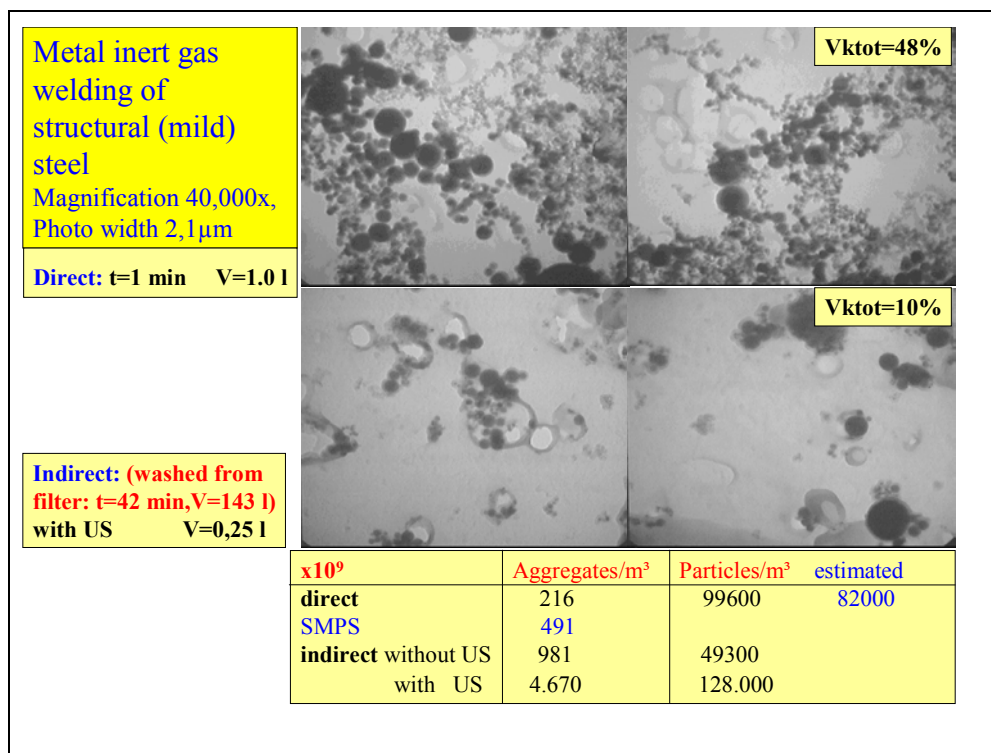 Metal inert gas
welding of
structural (mild)
steel
Magnification 40,000x,
Photo width 2,1µm
Direct: t=1 min V=1.0 l
Vktot=48%
Vktot=10%
Indirect: (washed from
filter: t=42 min,V=143 l)
with US V=0,25 l
x10⁹ Aggregates/m³ Particles/m³ estimated
direct 216 99600 82000
SMPS 491
indirect without US 981 49300
with US 4.670 128.000